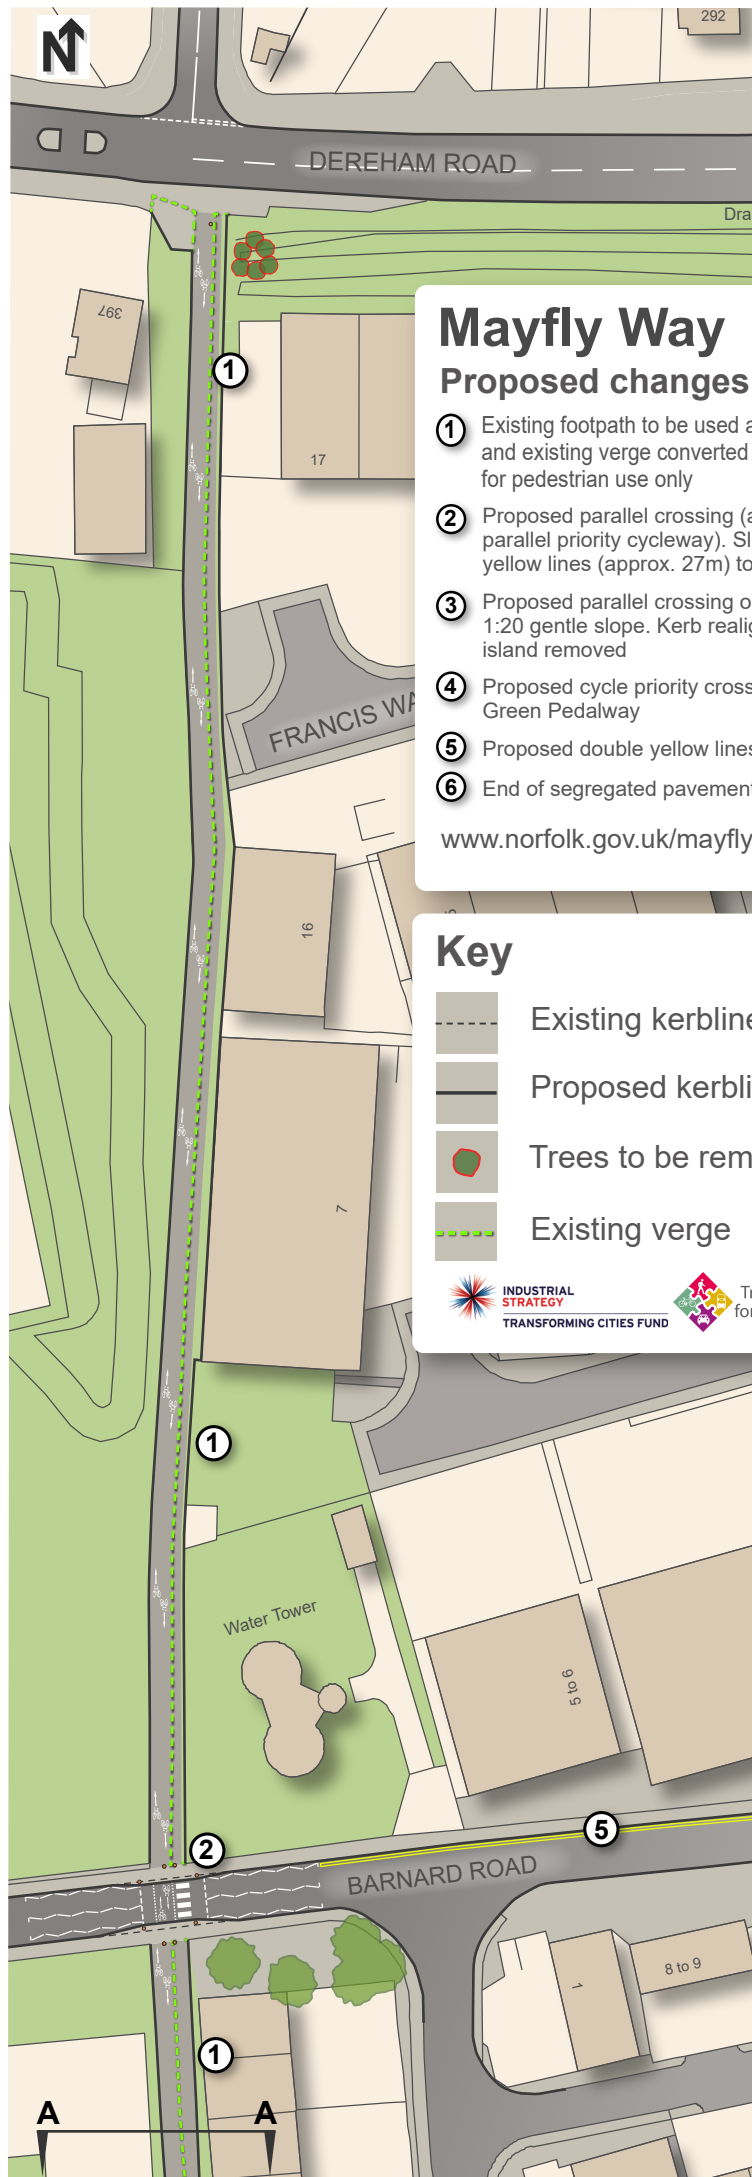 292
N
DEREHAM ROAD
397
17
Mayfly Way
Proposed changes
1 Existing footpath to be used a
and existing verge converted
for pedestrian use only
2 Proposed parallel crossing (a
parallel priority cycleway). Sl
yellow lines (approx. 27m) to
3 Proposed parallel crossing o
1:20 gentle slope. Kerb realig
island removed
4 Proposed cycle priority cross
Green Pedalway
5 Proposed double yellow lines
6 End of segregated pavement
www.norfolk.gov.uk/mayfly
Dra
1
FRANCIS WA
16
Key
Existing kerbline
Proposed kerbli
Trees to be rem
Existing verge
INDUSTRIAL
STRATEGY
TRANSFORMING CITIES FUND
Tr
for
7
1
Water Tower
5 to 6
2
5
BARNARD ROAD
1
8 to 9
1
A A